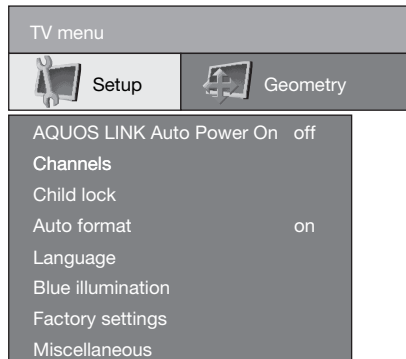 TV menu
Setup
Geometry
AQUOS LINK Auto Power On off
Channels
Child lock
Auto format on
Language
Blue illumination
Factory settings
Miscellaneous